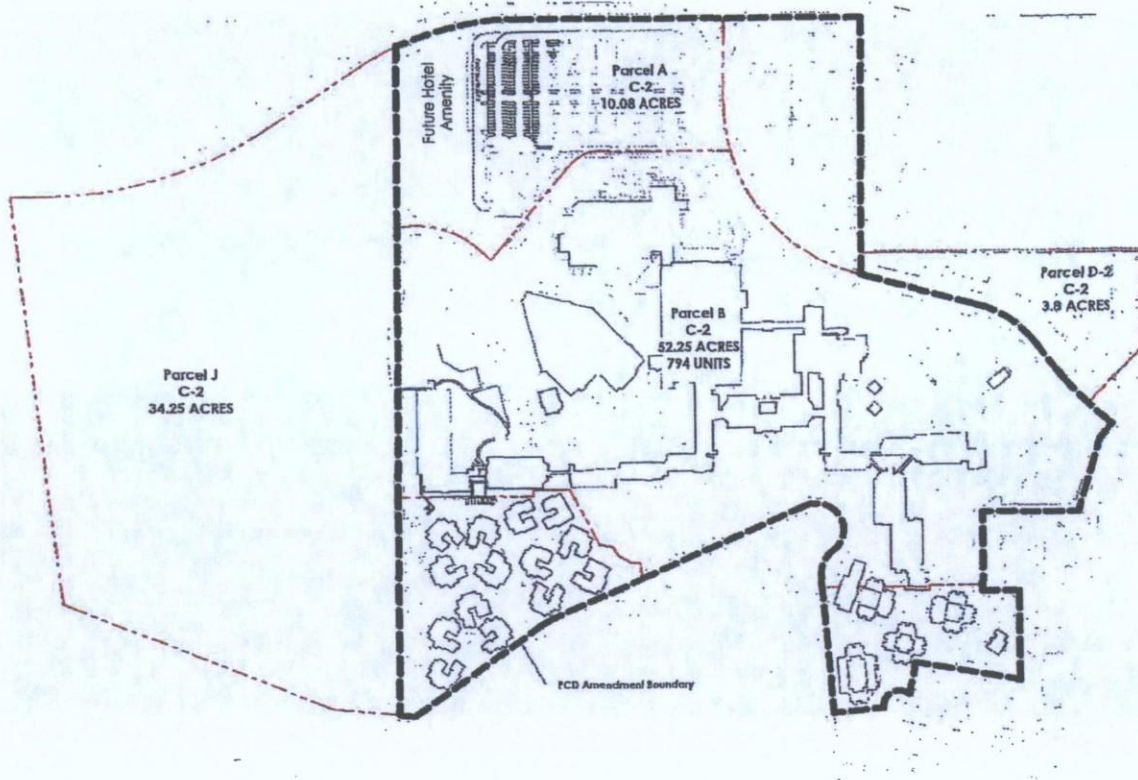 Future Hotel
Amenity
Parcel A
C-2
10.08 ACRES
Parcel D-2
C-2
3.8 ACRES
Parcel B
C-2
52.25 ACRES
794 UNITS
Parcel J
C-2
34.25 ACRES
PCD Amendment Boundary